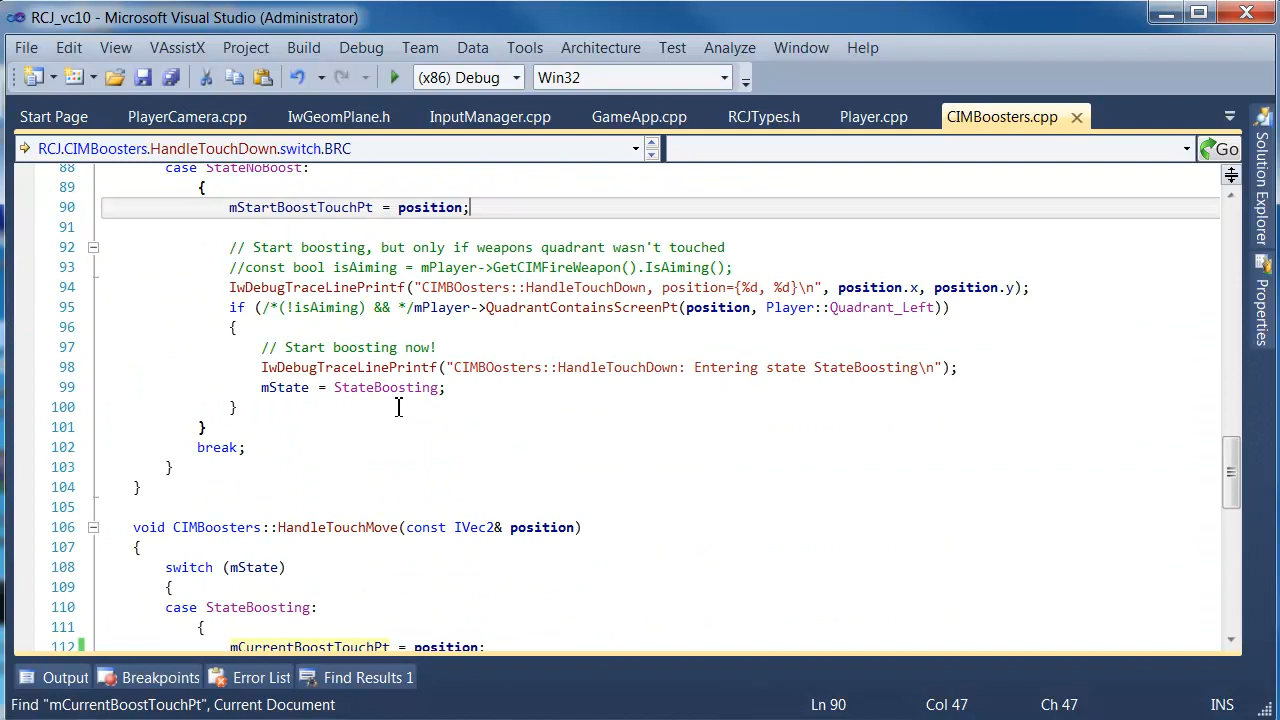 RCJ_vc10 - Microsoft Visual Studio (Administrator)
File Edit View VAssistX Project Build Debug Team Data Tools Architecture Test Analyze Window Help
(x86) Debug Win32
Start Page PlayerCamera.cpp IwGeomPlane.h InputManager.cpp GameApp.cpp RCJTypes.h Player.cpp CIMBoosters.cpp
RCJ.CIMBoosters.HandleTouchDown.switch.BRC Go
88 case StateNoBoost:
89 {
90 mStartBoostTouchPt = position;
91
92 // Start boosting, but only if weapons quadrant wasn't touched
93 //const bool isAiming = mPlayer->GetCIMFireWeapon().IsAiming();
94 IwDebugTraceLinePrintf("CIMBOosters::HandleTouchDown, position={%d, %d}\n", position.x, position.y);
95 if (/*(!isAiming) && */mPlayer->QuadrantContainsScreenPt(position, Player::Quadrant_Left))
96 {
97 // Start boosting now!
98 IwDebugTraceLinePrintf("CIMBOosters::HandleTouchDown: Entering state StateBoosting\n");
99 mState = StateBoosting;
100 }
101 }
102 break;
103 }
104 }
105
106 void CIMBoosters::HandleTouchMove(const IVec2& position)
107 {
108 switch (mState)
109 {
110 case StateBoosting:
111 {
112 mCurrentBoostTouchPt = position;
Solution Explorer
Properties
Output Breakpoints Error List Find Results 1
Find "mCurrentBoostTouchPt", Current Document Ln 90 Col 47 Ch 47 INS